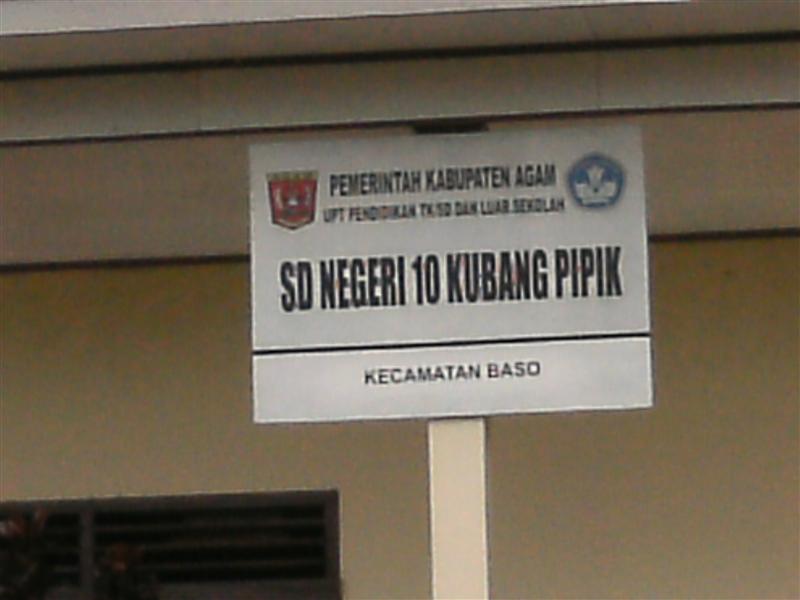 PEMERINTAH KABUPATEN AGAM
UPT PENDIDIKAN TK/SD DAN LUAR SEKOLAH
SD NEGERI 10 KUBANG PIPIK
KECAMATAN BASO